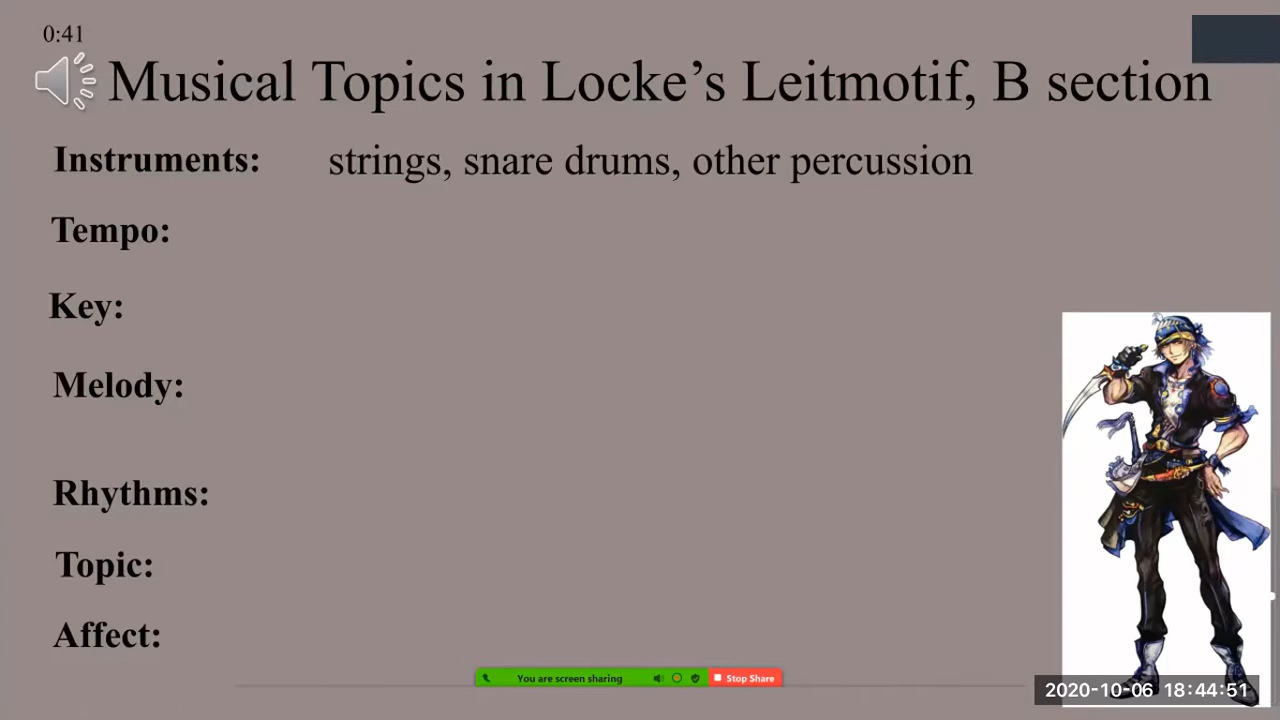 0:41
Musical Topics in Locke’s Leitmotif, B section
Instruments: strings, snare drums, other percussion
Tempo:
Key:
Melody:
Rhythms:
Topic:
Affect:
You are screen sharing Stop Share
2020-10-06 18:44:51